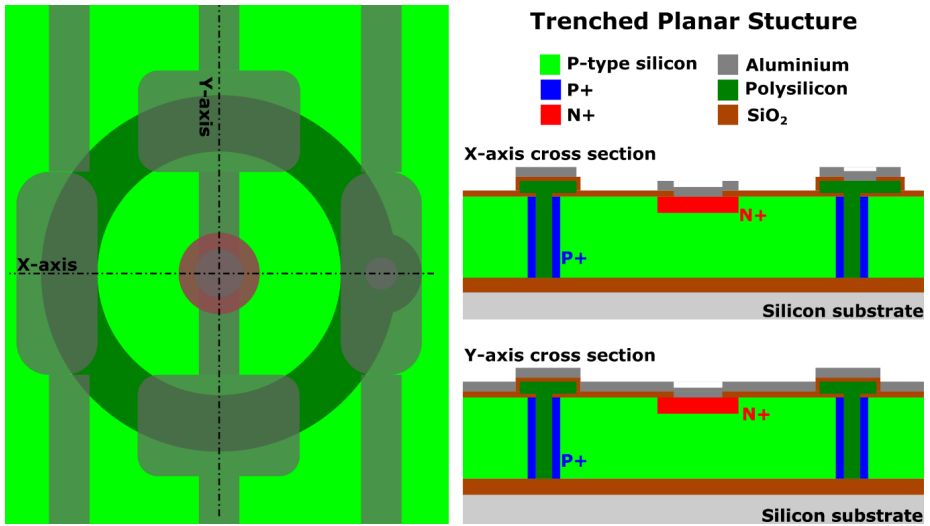 Trenched Planar Stucture
P-type silicon
P+
N+
Aluminium
Polysilicon
SiO₂
Y-axis
X-axis
X-axis cross section
N+
P+
Silicon substrate
Y-axis cross section
N+
P+
Silicon substrate